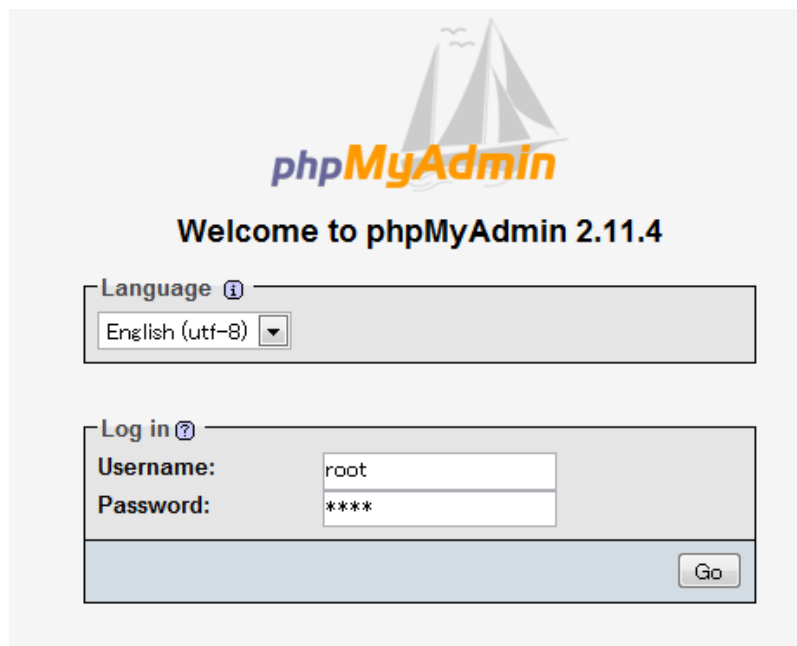 phpMyAdmin
Welcome to phpMyAdmin 2.11.4
Language
English (utf-8)
Log in
Username: root
Password: ****
Go